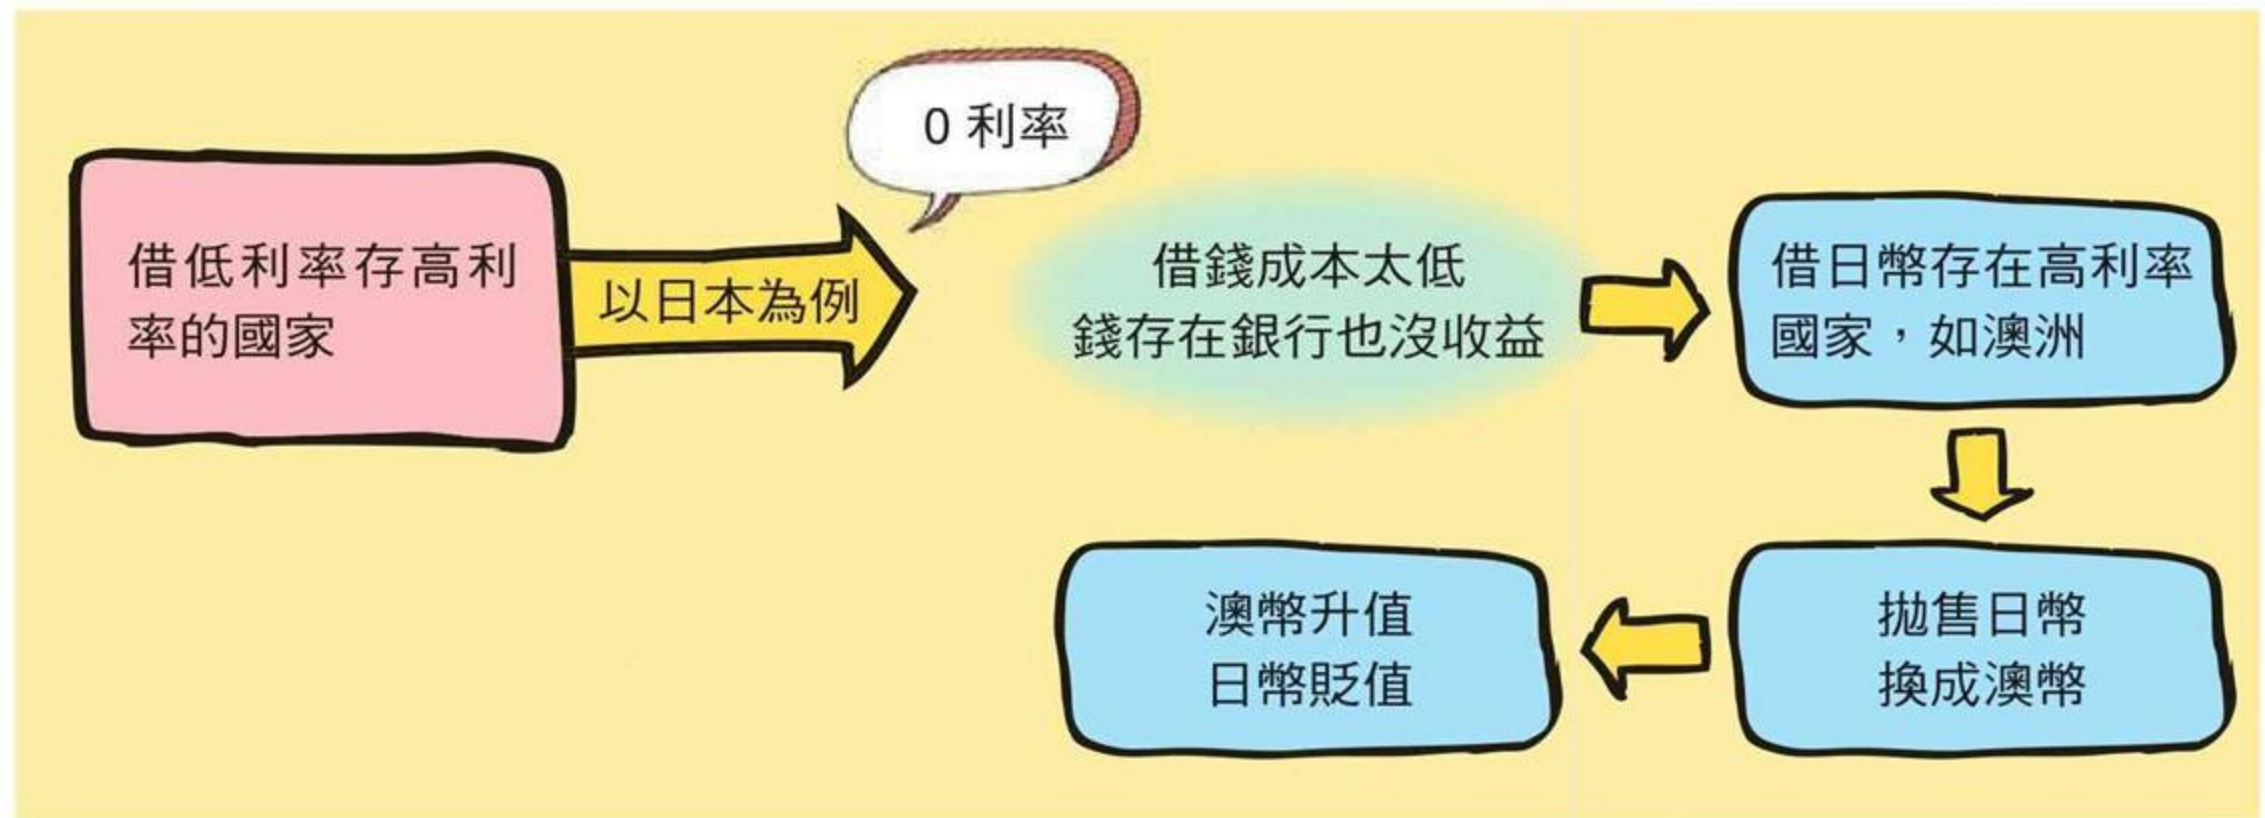 借低利率存高利
率的國家
以日本為例
0 利率
借錢成本太低
錢存在銀行也沒收益
借日幣存在高利率
國家，如澳洲
拋售日幣
換成澳幣
澳幣升值
日幣貶值